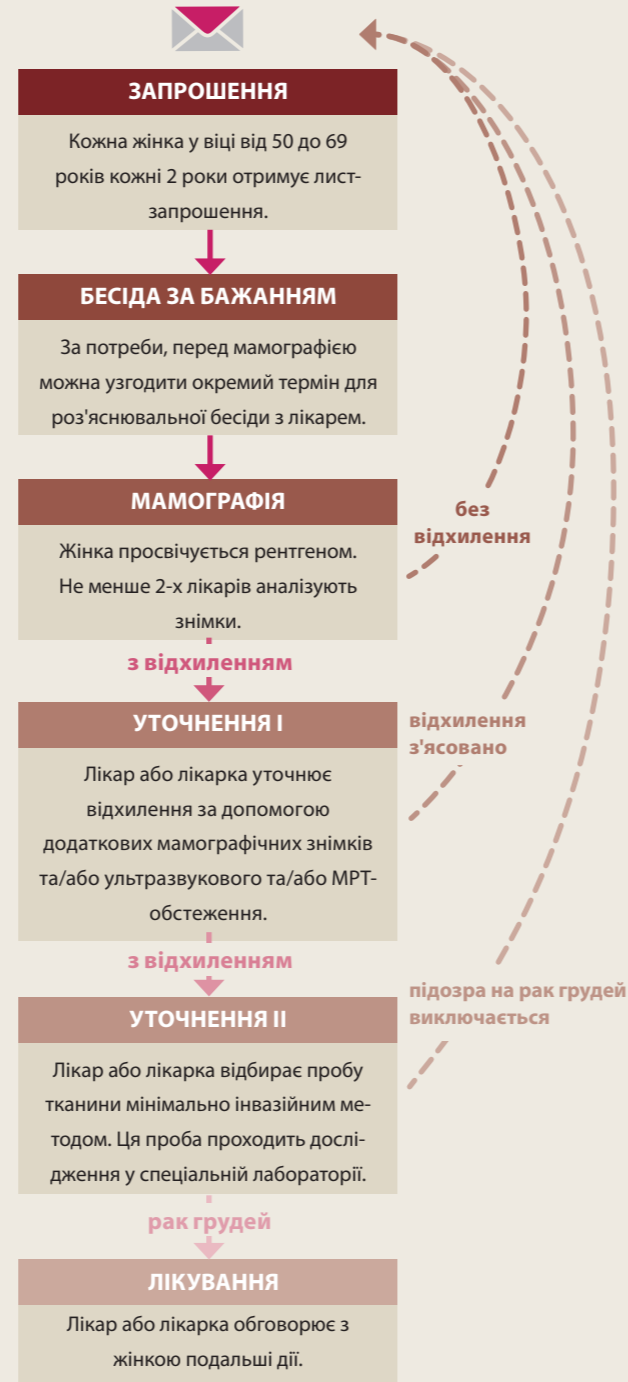 ЗАПРОШЕННЯ
Кожна жінка у віці від 50 до 69
років кожні 2 роки отримує лист-
запрошення.
БЕСІДА ЗА БАЖАННЯМ
За потреби, перед мамографією
можна узгодити окремий термін для
роз'яснювальної бесіди з лікарем.
МАМОГРАФІЯ
Жінка просвічується рентгеном.
Не менше 2-х лікарів аналізують
знімки.
без
відхилення
з відхиленням
УТОЧНЕННЯ І
Лікар або лікарка уточнює
відхилення за допомогою
додаткових мамографічних знімків
та/або ультразвукового та/або МРТ-
обстеження.
відхилення
з'ясовано
з відхиленням
УТОЧНЕННЯ ІІ
Лікар або лікарка відбирає пробу
тканини мінімально інвазійним ме-
тодом. Ця проба проходить дослі-
дження у спеціальній лабораторії.
підозра на рак грудей
виключається
рак грудей
ЛІКУВАННЯ
Лікар або лікарка обговорює з
жінкою подальші дії.